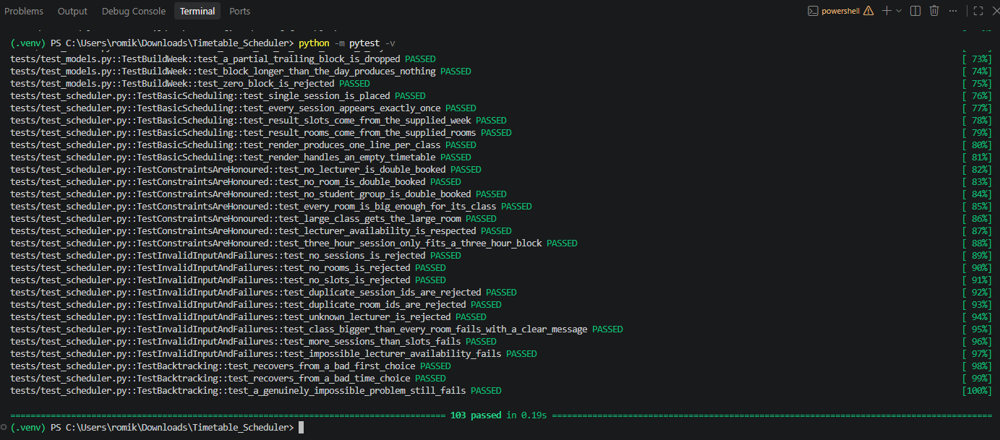 Problems Output Debug Console Terminal Ports powershell
(.venv) PS C:\Users\romik\Downloads\Timetable_Scheduler> python -m pytest -v
tests/test_models.py::TestBuildWeek::test_a_partial_trailing_block_is_dropped PASSED [ 73%]
tests/test_models.py::TestBuildWeek::test_block_longer_than_the_day_produces_nothing PASSED [ 74%]
tests/test_models.py::TestBuildWeek::test_zero_block_is_rejected PASSED [ 75%]
tests/test_scheduler.py::TestBasicScheduling::test_single_session_is_placed PASSED [ 76%]
tests/test_scheduler.py::TestBasicScheduling::test_every_session_appears_exactly_once PASSED [ 77%]
tests/test_scheduler.py::TestBasicScheduling::test_result_slots_come_from_the_supplied_week PASSED [ 78%]
tests/test_scheduler.py::TestBasicScheduling::test_result_rooms_come_from_the_supplied_rooms PASSED [ 79%]
tests/test_scheduler.py::TestBasicScheduling::test_render_produces_one_line_per_class PASSED [ 80%]
tests/test_scheduler.py::TestBasicScheduling::test_render_handles_an_empty_timetable PASSED [ 81%]
tests/test_scheduler.py::TestConstraintsAreHonoured::test_no_lecturer_is_double_booked PASSED [ 82%]
tests/test_scheduler.py::TestConstraintsAreHonoured::test_no_room_is_double_booked PASSED [ 83%]
tests/test_scheduler.py::TestConstraintsAreHonoured::test_no_student_group_is_double_booked PASSED [ 84%]
tests/test_scheduler.py::TestConstraintsAreHonoured::test_every_room_is_big_enough_for_its_class PASSED [ 85%]
tests/test_scheduler.py::TestConstraintsAreHonoured::test_large_class_gets_the_large_room PASSED [ 86%]
tests/test_scheduler.py::TestConstraintsAreHonoured::test_lecturer_availability_is_respected PASSED [ 87%]
tests/test_scheduler.py::TestConstraintsAreHonoured::test_three_hour_session_only_fits_a_three_hour_block PASSED [ 88%]
tests/test_scheduler.py::TestInvalidInputAndFailures::test_no_sessions_is_rejected PASSED [ 89%]
tests/test_scheduler.py::TestInvalidInputAndFailures::test_no_rooms_is_rejected PASSED [ 90%]
tests/test_scheduler.py::TestInvalidInputAndFailures::test_no_slots_is_rejected PASSED [ 91%]
tests/test_scheduler.py::TestInvalidInputAndFailures::test_duplicate_session_ids_are_rejected PASSED [ 92%]
tests/test_scheduler.py::TestInvalidInputAndFailures::test_duplicate_room_ids_are_rejected PASSED [ 93%]
tests/test_scheduler.py::TestInvalidInputAndFailures::test_unknown_lecturer_is_rejected PASSED [ 94%]
tests/test_scheduler.py::TestInvalidInputAndFailures::test_class_bigger_than_every_room_fails_with_a_clear_message PASSED [ 95%]
tests/test_scheduler.py::TestInvalidInputAndFailures::test_more_sessions_than_slots_fails PASSED [ 96%]
tests/test_scheduler.py::TestInvalidInputAndFailures::test_impossible_lecturer_availability_fails PASSED [ 97%]
tests/test_scheduler.py::TestBacktracking::test_recovers_from_a_bad_first_choice PASSED [ 98%]
tests/test_scheduler.py::TestBacktracking::test_recovers_from_a_bad_time_choice PASSED [ 99%]
tests/test_scheduler.py::TestBacktracking::test_a_genuinely_impossible_problem_still_fails PASSED [100%]
103 passed in 0.19s
(.venv) PS C:\Users\romik\Downloads\Timetable_Scheduler>